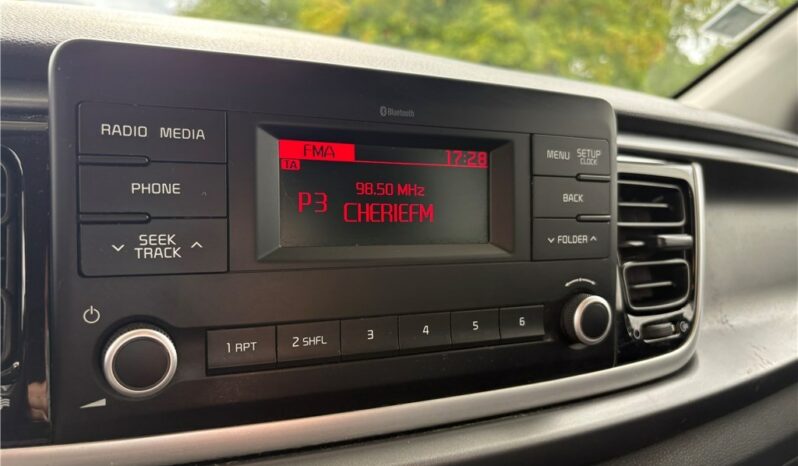 Bluetooth
RADIO MEDIA
PHONE
SEEK
TRACK
FMA 17:28
1A
98.50 MHz
P3 CHERIEFM
MENU SETUP
CLOCK
BACK
FOLDER
1 RPT 2 SHFL 3 4 5 6